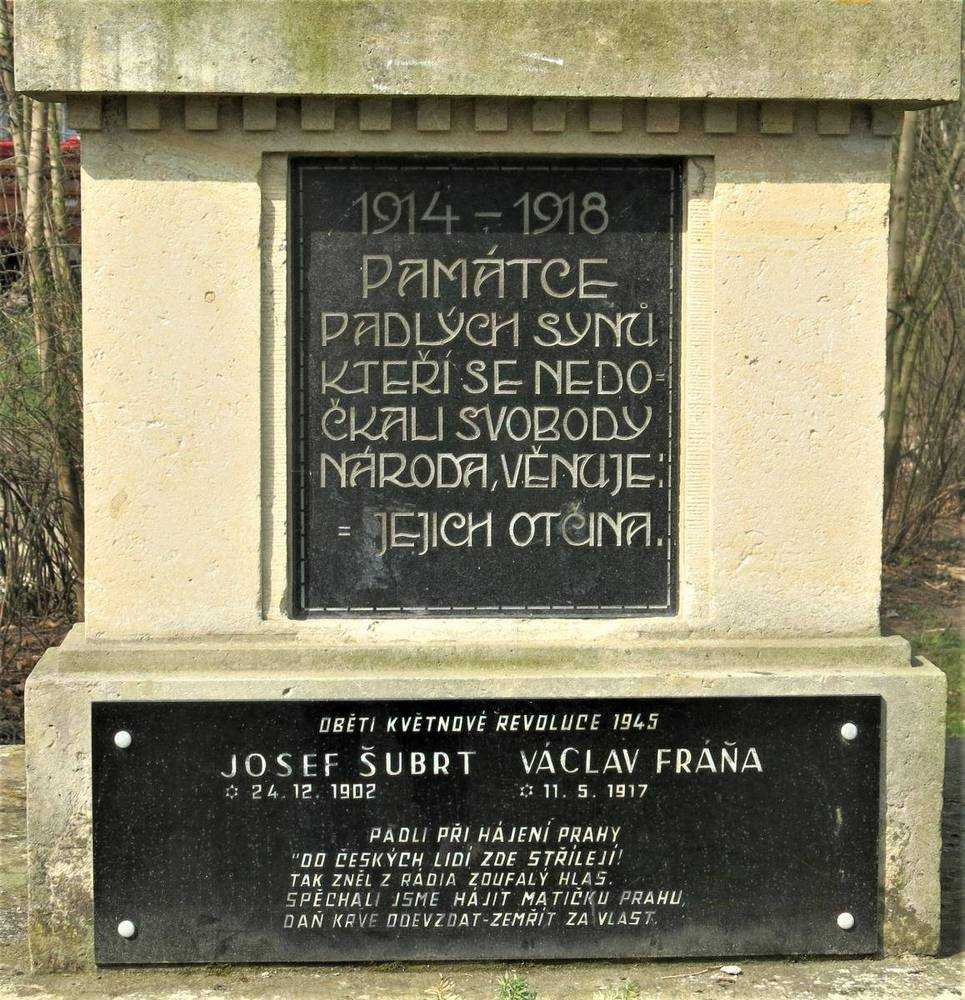 1914 – 1918
PAMÁTCE
PADLÝCH SYNŮ
KTEŘÍ SE NEDO=
ČKALI SVOBODY
NÁRODA, VĚNUJE:
= JEJICH OTČINA.
OBĚTI KVĚTNOVÉ ŘEVOLUCE 1945
JOSEF ŠUBRT VÁCLAV FRÁŇA
✡ 24. 12. 1902 ✡ 11. 5. 1917
PADLI PŘI HÁJENÍ PRAHY
"DO ČESKÝCH LIDÍ ZDE STŘÍLEJÍ!
TAK ZNĚL Z RÁDIA ZOUFALÝ HLAS.
SPĚCHALI JSME HÁJIT MATIČKU PRAHU,
DAŇ KRVE ODEVZDAT-ZEMŘÍT ZA VLAST."